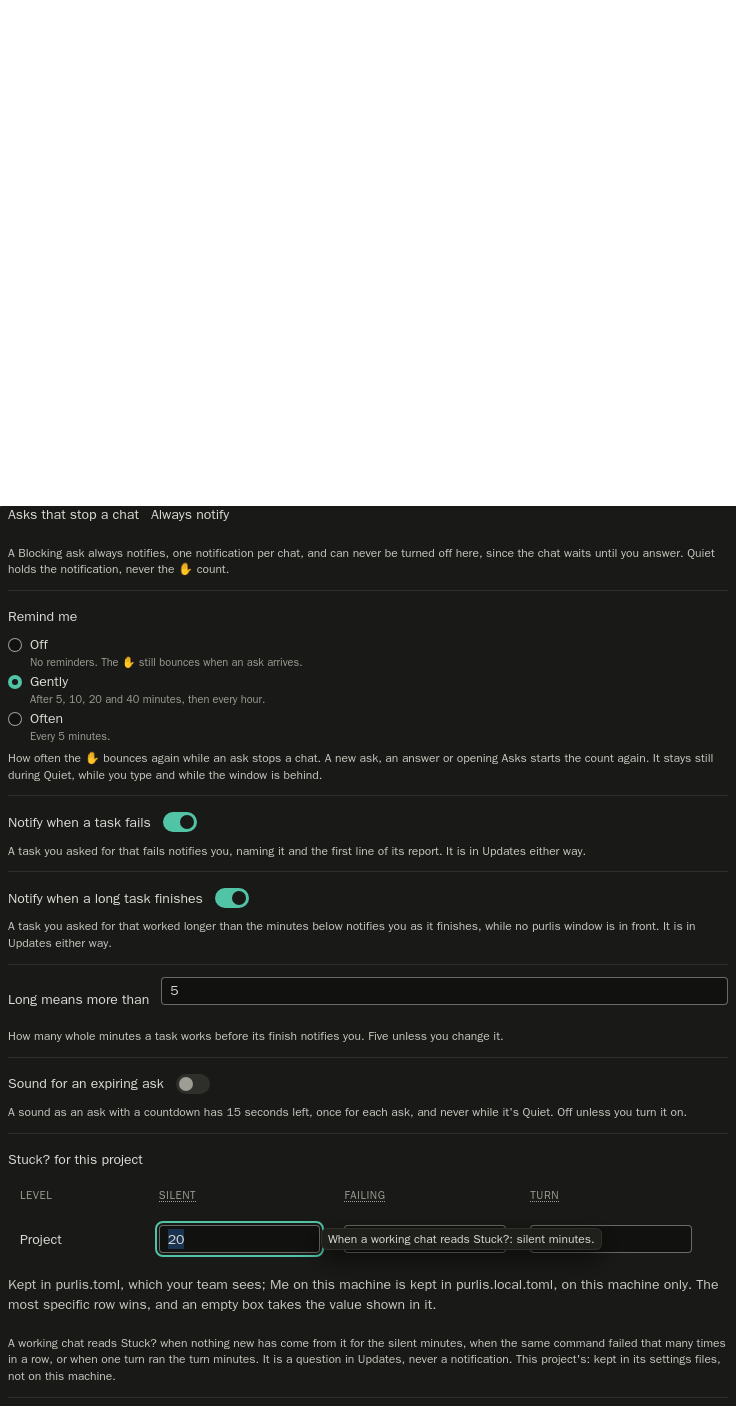 Asks that stop a chat Always notify
A Blocking ask always notifies, one notification per chat, and can never be turned off here, since the chat waits until you answer. Quiet
holds the notification, never the ✋ count.
Remind me
Off
No reminders. The ✋ still bounces when an ask arrives.
Gently
After 5, 10, 20 and 40 minutes, then every hour.
Often
Every 5 minutes.
How often the ✋ bounces again while an ask stops a chat. A new ask, an answer or opening Asks starts the count again. It stays still
during Quiet, while you type and while the window is behind.
Notify when a task fails
A task you asked for that fails notifies you, naming it and the first line of its report. It is in Updates either way.
Notify when a long task finishes
A task you asked for that worked longer than the minutes below notifies you as it finishes, while no purlis window is in front. It is in
Updates either way.
Long means more than 5
How many whole minutes a task works before its finish notifies you. Five unless you change it.
Sound for an expiring ask
A sound as an ask with a countdown has 15 seconds left, once for each ask, and never while it's Quiet. Off unless you turn it on.
Stuck? for this project
LEVEL SILENT FAILING TURN
Project 20 When a working chat reads Stuck?: silent minutes.
Kept in purlis.toml, which your team sees; Me on this machine is kept in purlis.local.toml, on this machine only. The
most specific row wins, and an empty box takes the value shown in it.
A working chat reads Stuck? when nothing new has come from it for the silent minutes, when the same command failed that many times
in a row, or when one turn ran the turn minutes. It is a question in Updates, never a notification. This project's: kept in its settings files,
not on this machine.